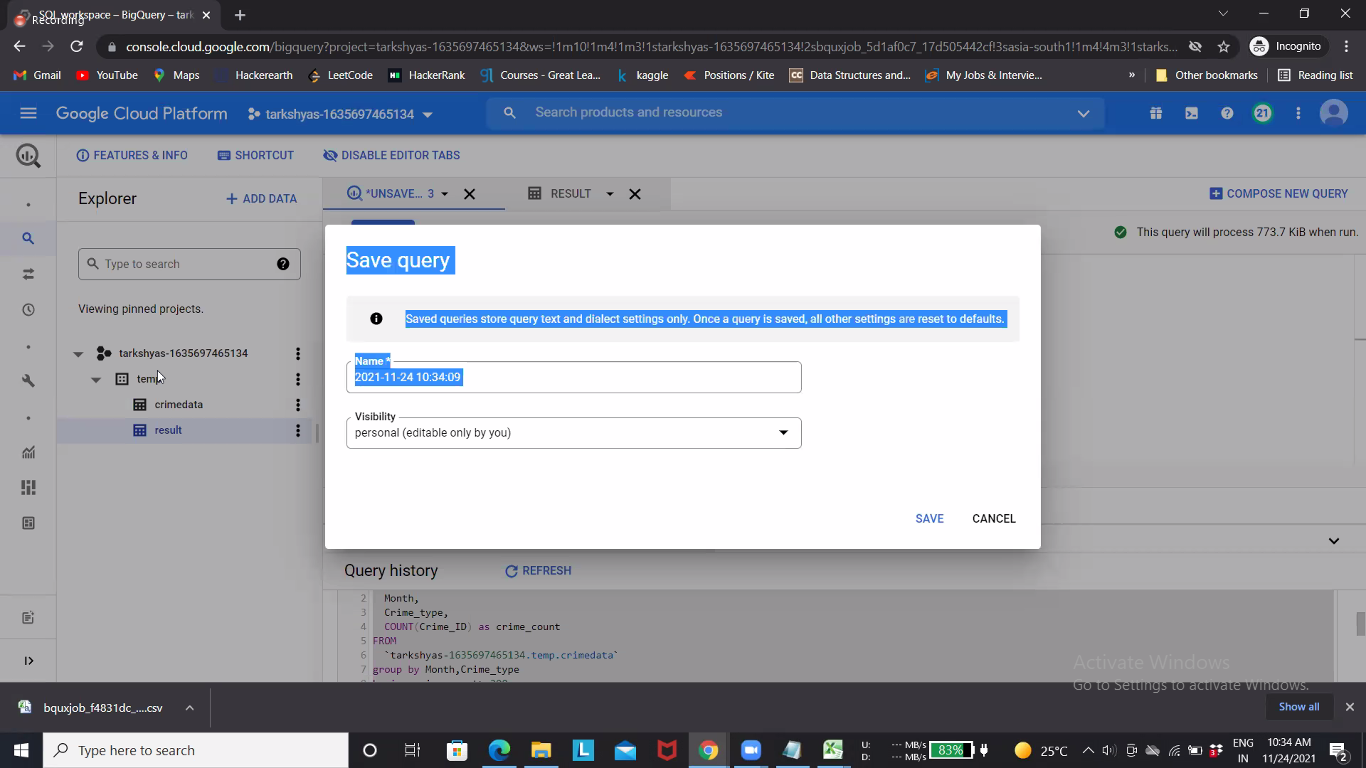 Recording
SQL workspace – BigQuery – tark
console.cloud.google.com/bigquery?project=tarkshyas-1635697465134&ws=!1m10!1m4!1m3!1starkshyas-1635697465134!2sbquxjob_5d1af0c7_17d505442cf!3sasia-south1!1m4!4m3!1starks...
Incognito
Gmail
YouTube
Maps
Hackerearth
LeetCode
HackerRank
Courses - Great Lea...
kaggle
Positions / Kite
Data Structures and...
My Jobs & Intervie...
»
Other bookmarks
Reading list
Google Cloud Platform
tarkshyas-1635697465134
Search products and resources
21
FEATURES & INFO
SHORTCUT
DISABLE EDITOR TABS
Explorer
+ ADD DATA
*UNSAVE... 3
RESULT
COMPOSE NEW QUERY
This query will process 773.7 KiB when run.
Type to search
Viewing pinned projects.
tarkshyas-1635697465134
temp
crimedata
result
Save query
Saved queries store query text and dialect settings only. Once a query is saved, all other settings are reset to defaults.
Name *
2021-11-24 10:34:09
Visibility
personal (editable only by you)
SAVE
CANCEL
Query history
REFRESH
2 Month,
3 Crime_type,
4 COUNT(Crime_ID) as crime_count
5 FROM
6 `tarkshyas-1635697465134.temp.crimedata`
7 group by Month,Crime_type
Activate Windows
Go to Settings to activate Windows.
bquxjob_f4831dc_....csv
Show all
Type here to search
U: --- MB/s
D: --- MB/s
83%
25°C
ENG
IN
10:34 AM
11/24/2021
2